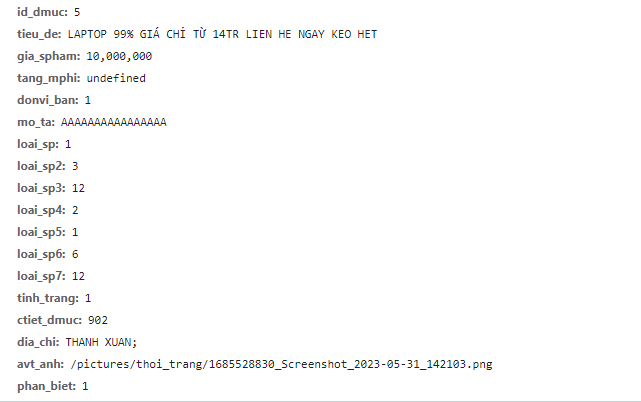 id_dmuc: 5
tieu_de: LAPTOP 99% GIÁ CHỈ TỪ 14TR LIEN HE NGAY KEO HET
gia_spham: 10,000,000
tang_mphi: undefined
donvi_ban: 1
mo_ta: AAAAAAAAAAAAAAAA
loai_sp: 1
loai_sp2: 3
loai_sp3: 12
loai_sp4: 2
loai_sp5: 1
loai_sp6: 6
loai_sp7: 12
tinh_trang: 1
ctiet_dmuc: 902
dia_chi: THANH XUAN;
avt_anh: /pictures/thoi_trang/1685528830_Screenshot_2023-05-31_142103.png
phan_biet: 1